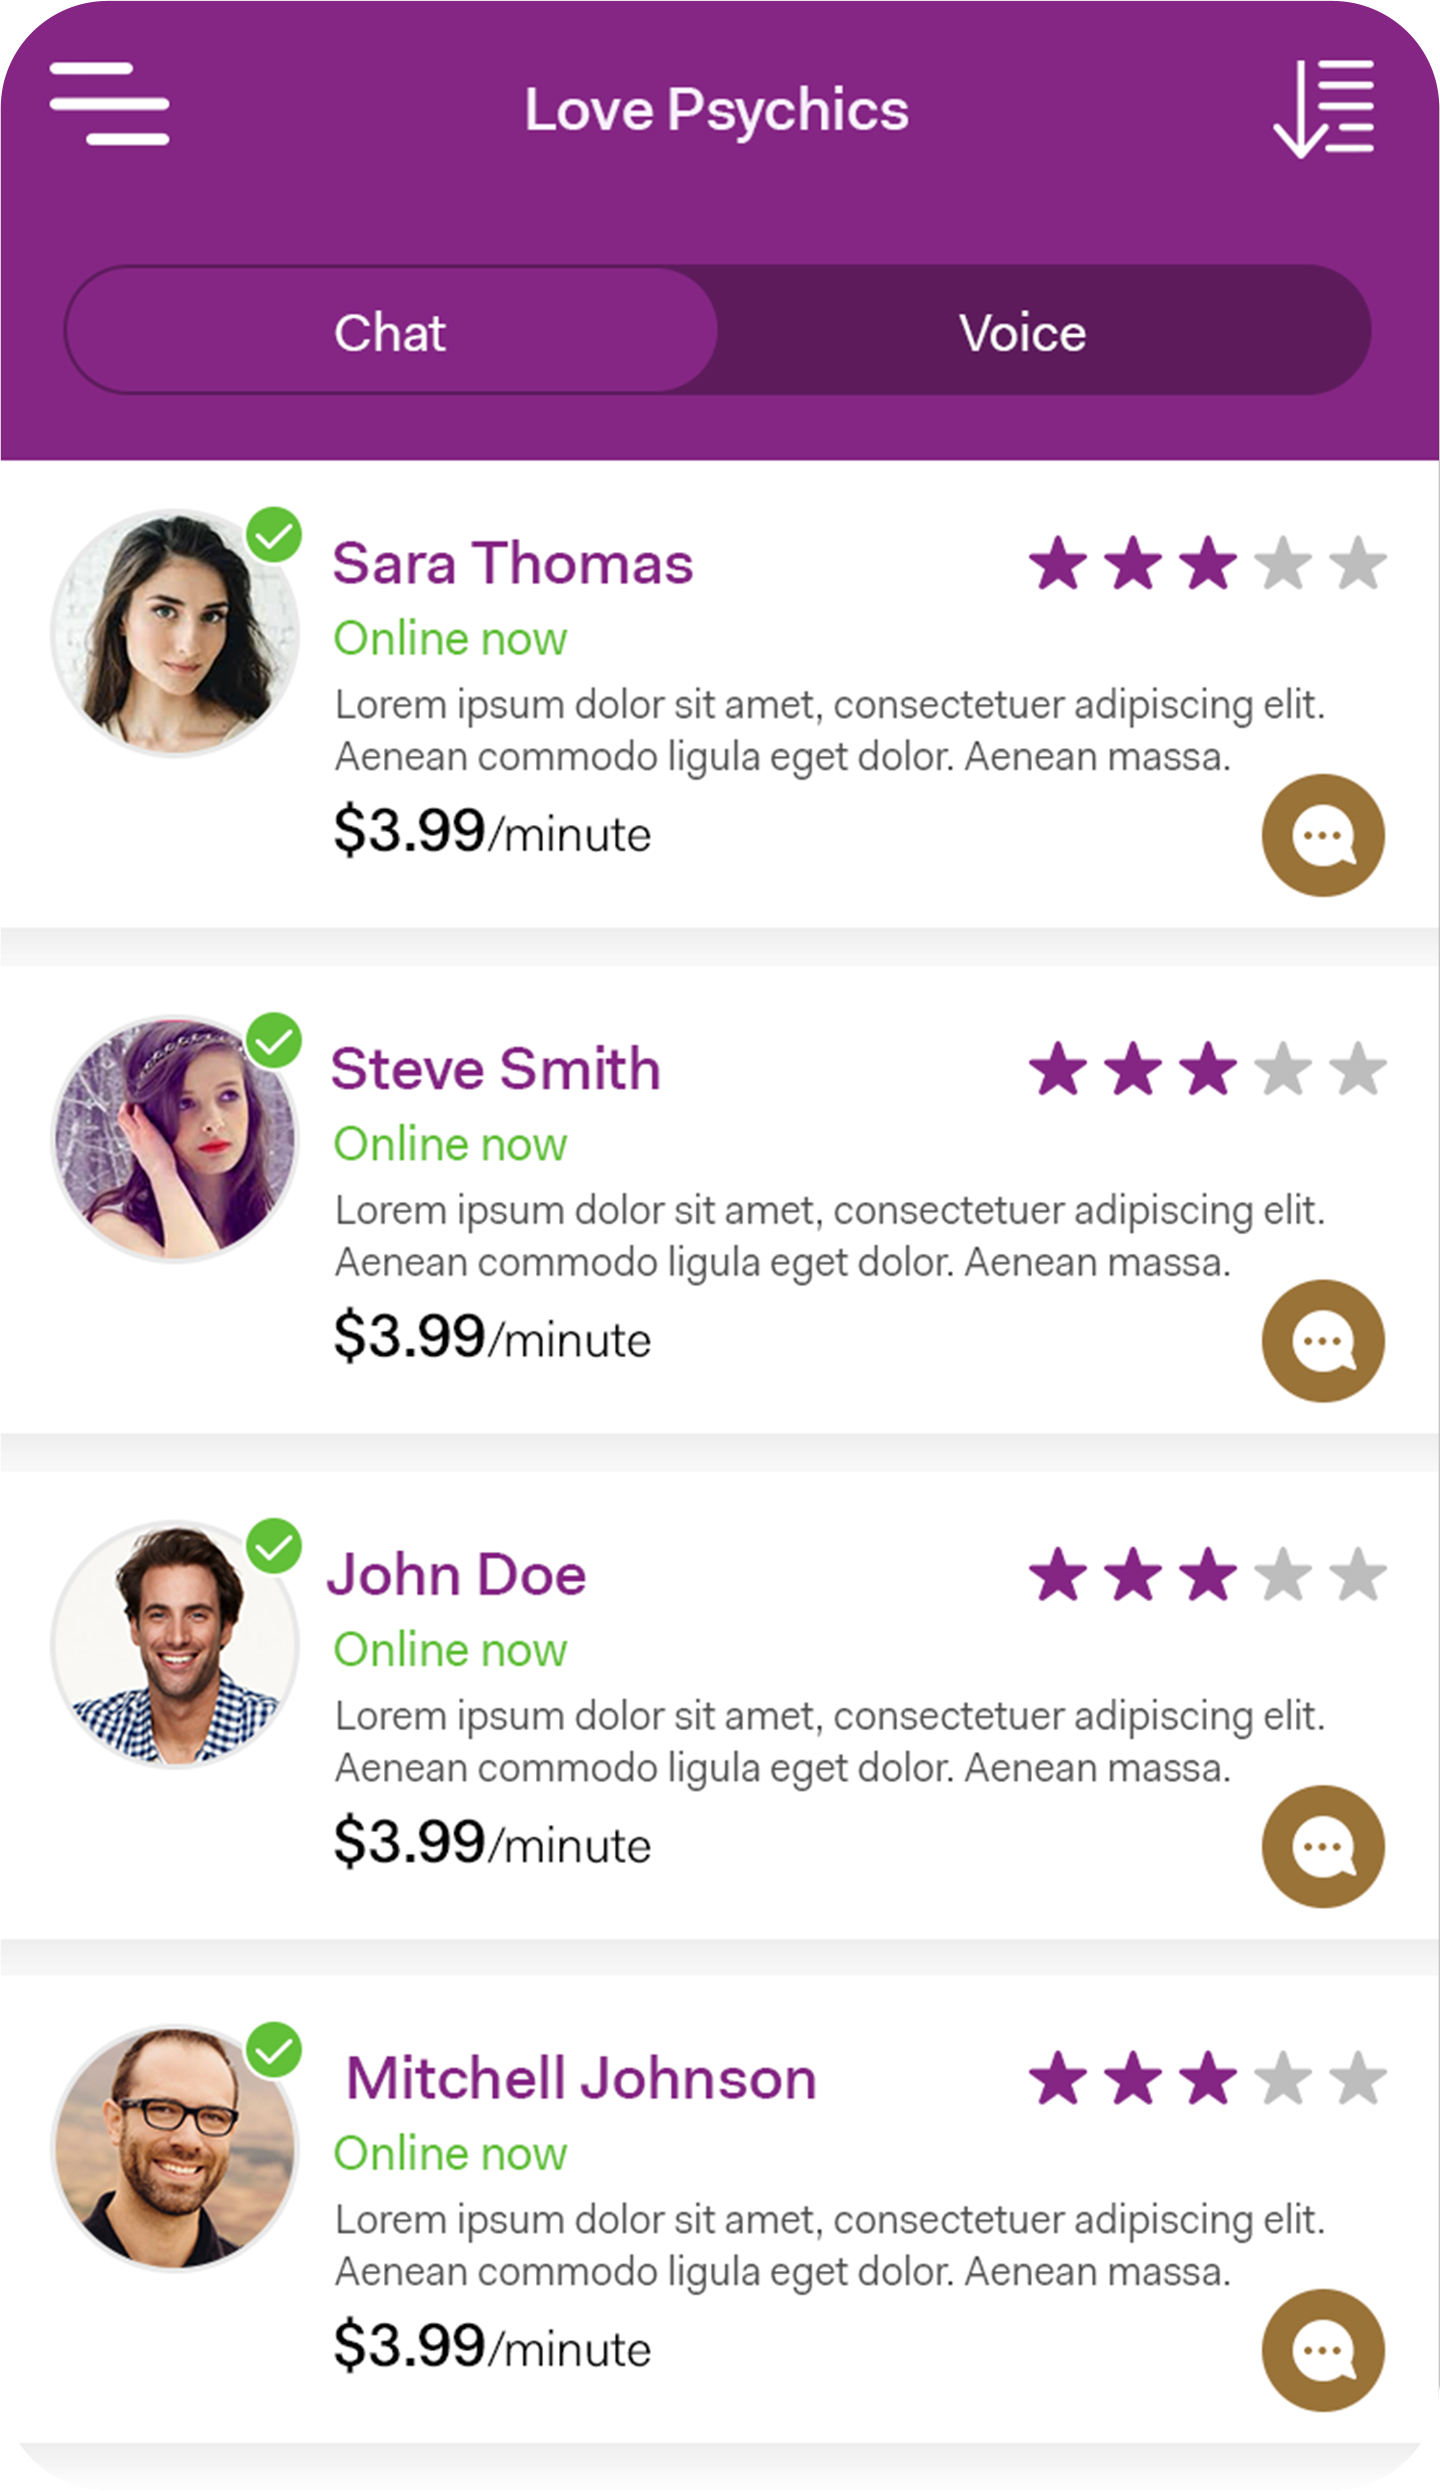 Love Psychics
Chat
Voice
Sara Thomas
Online now
Lorem ipsum dolor sit amet, consectetuer adipiscing elit.
Aenean commodo ligula eget dolor. Aenean massa.
$3.99/minute
Steve Smith
Online now
Lorem ipsum dolor sit amet, consectetuer adipiscing elit.
Aenean commodo ligula eget dolor. Aenean massa.
$3.99/minute
John Doe
Online now
Lorem ipsum dolor sit amet, consectetuer adipiscing elit.
Aenean commodo ligula eget dolor. Aenean massa.
$3.99/minute
Mitchell Johnson
Online now
Lorem ipsum dolor sit amet, consectetuer adipiscing elit.
Aenean commodo ligula eget dolor. Aenean massa.
$3.99/minute